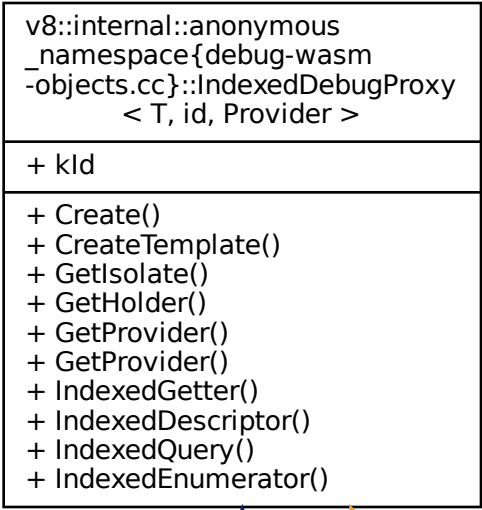 v8::internal::anonymous
_namespace{debug-wasm
-objects.cc}::IndexedDebugProxy
< T, id, Provider >
+ kId
+ Create()
+ CreateTemplate()
+ GetIsolate()
+ GetHolder()
+ GetProvider()
+ GetProvider()
+ IndexedGetter()
+ IndexedDescriptor()
+ IndexedQuery()
+ IndexedEnumerator()